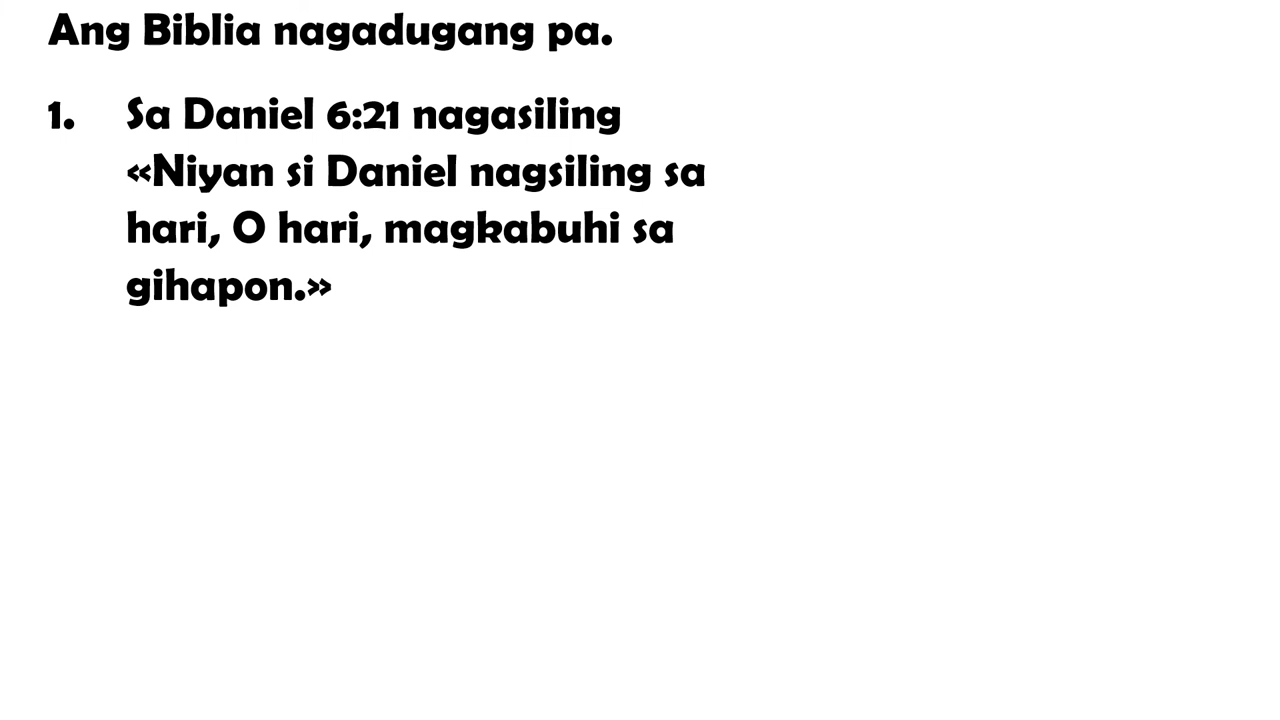 Ang Biblia nagadugang pa.
1. Sa Daniel 6:21 nagasiling
«Niyan si Daniel nagsiling sa
hari, O hari, magkabuhi sa
gihapon.»